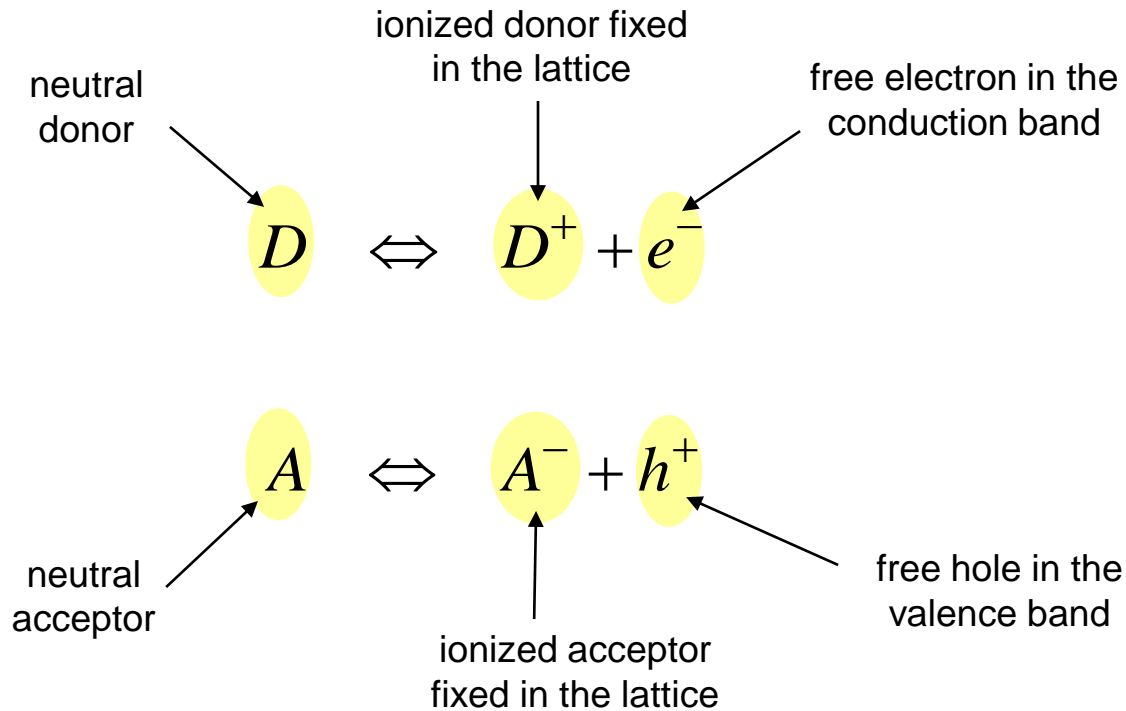 ionized donor fixed
in the lattice
neutral
donor
free electron in the
conduction band
D ⇔ D⁺ + e⁻
A ⇔ A⁻ + h⁺
neutral
acceptor
ionized acceptor
fixed in the lattice
free hole in the
valence band